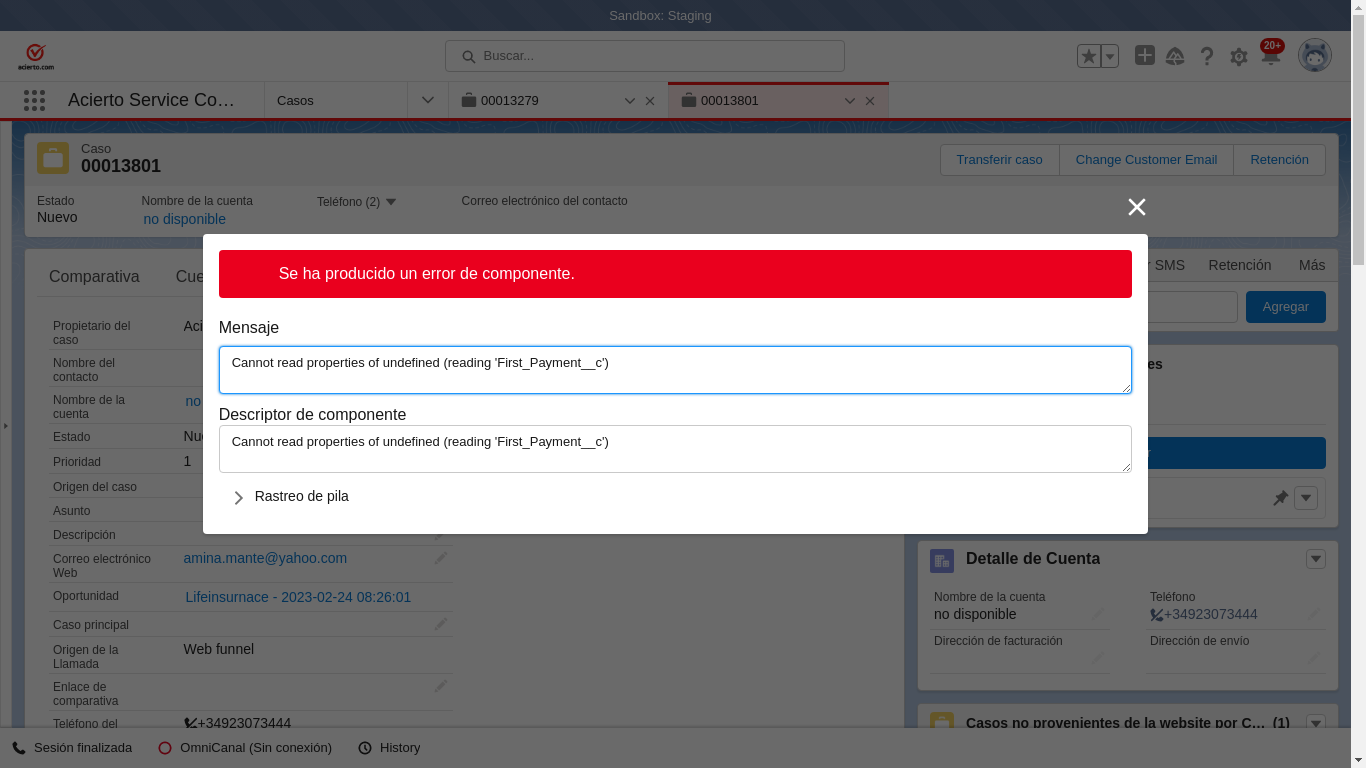 Sandbox: Staging
acierto.com
Buscar...
20+
Acierto Service Co…
Casos
00013279
00013801
Caso
00013801
Transferir caso
Change Customer Email
Retención
Estado
Nombre de la cuenta
Teléfono (2)
Correo electrónico del contacto
Nuevo
no disponible
Se ha producido un error de componente.
Mensaje
Cannot read properties of undefined (reading 'First_Payment__c')
Descriptor de componente
Cannot read properties of undefined (reading 'First_Payment__c')
Rastreo de pila
Comparativa
SMS
Retención
Más
Agregar
Propietario del
caso
Nombre del
contacto
Nombre de la
cuenta
no
Estado
Prioridad
1
Origen del caso
Asunto
Descripción
Correo electrónico
Web
amina.mante@yahoo.com
Oportunidad
Lifeinsurnace - 2023-02-24 08:26:01
Caso principal
Origen de la
Llamada
Web funnel
Enlace de
comparativa
Teléfono del
+34923073444
Detalle de Cuenta
Nombre de la cuenta
no disponible
Teléfono
+34923073444
Dirección de facturación
Dirección de envío
Casos no provenientes de la website por C… (1)
Sesión finalizada
OmniCanal (Sin conexión)
History